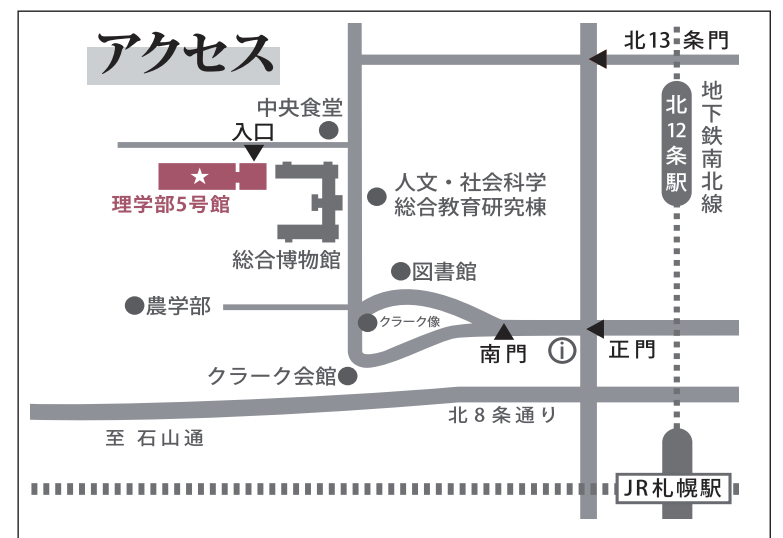 アクセス
北13条門
地下鉄南北線
北12条駅
中央食堂
入口
理学部5号館
人文・社会科学
総合教育研究棟
総合博物館
図書館
農学部
クラーク像
南門
i
正門
クラーク会館
北8条通り
至 石山通
JR札幌駅